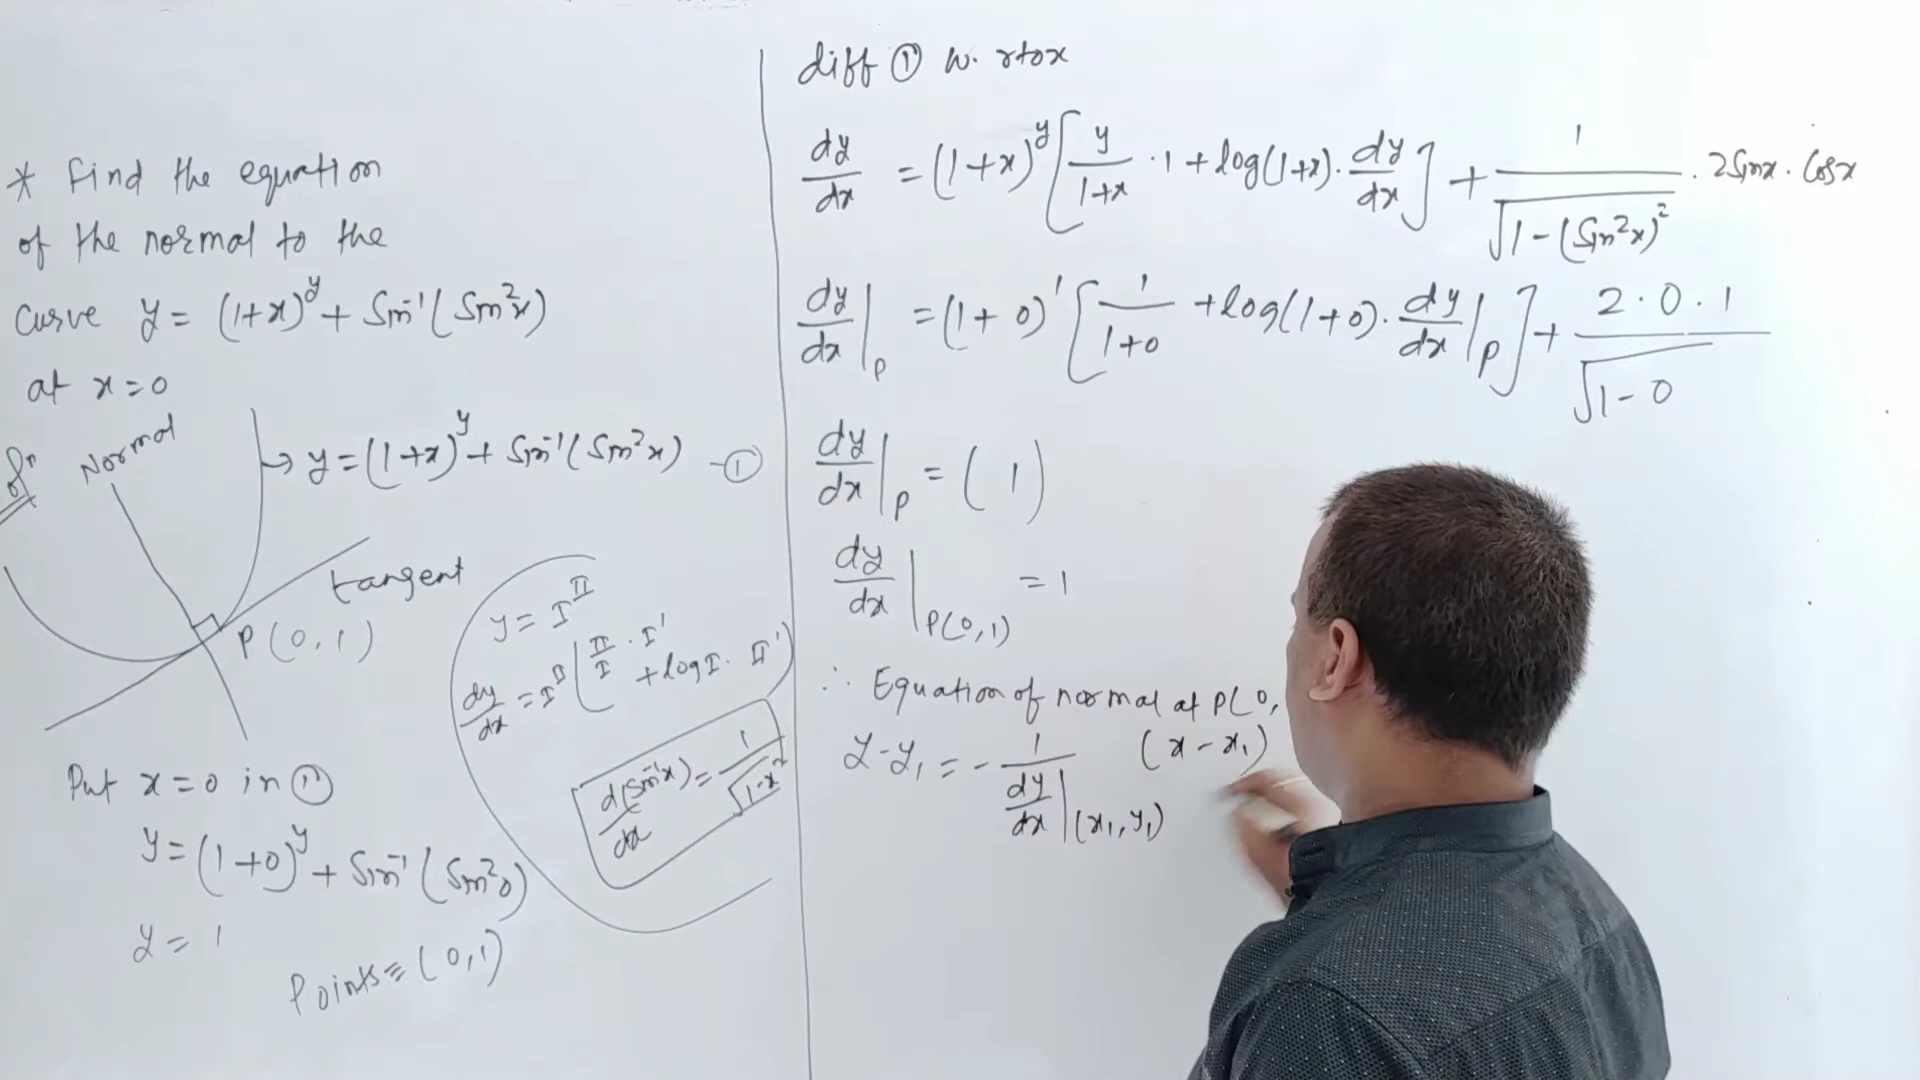 * Find the equation
of the normal to the
curve y = (1+x)^y + Sin⁻¹(Sin²x)
at x=0
Solⁿ
Normal
→ y = (1+x)^y + Sin⁻¹(Sin²x) –①
tangent
P(0,1)
Put x=0 in ①
y = (1+0)^y + Sin⁻¹(Sin²0)
y = 1
Points = (0,1)
y = I^II
dy/dx = I^II ( II/I · I' + log I · II' )
d(Sin⁻¹x)/dx = 1/√(1-x²)
diff ① w. r to x
dy/dx = (1+x)^y [ y/(1+x) · 1 + log(1+x) · dy/dx ] + 1/√(1-(Sin²x)²) · 2Sinx · Cosx
dy/dx|p = (1+0)^1 [ 1/(1+0) + log(1+0) · dy/dx|p ] + 2·0·1/√(1-0)
dy/dx|p = (1)
dy/dx|P(0,1) = 1
∴ Equation of normal at P(0,
y-y₁ = - 1/(dy/dx|(x₁,y₁)) (x-x₁)